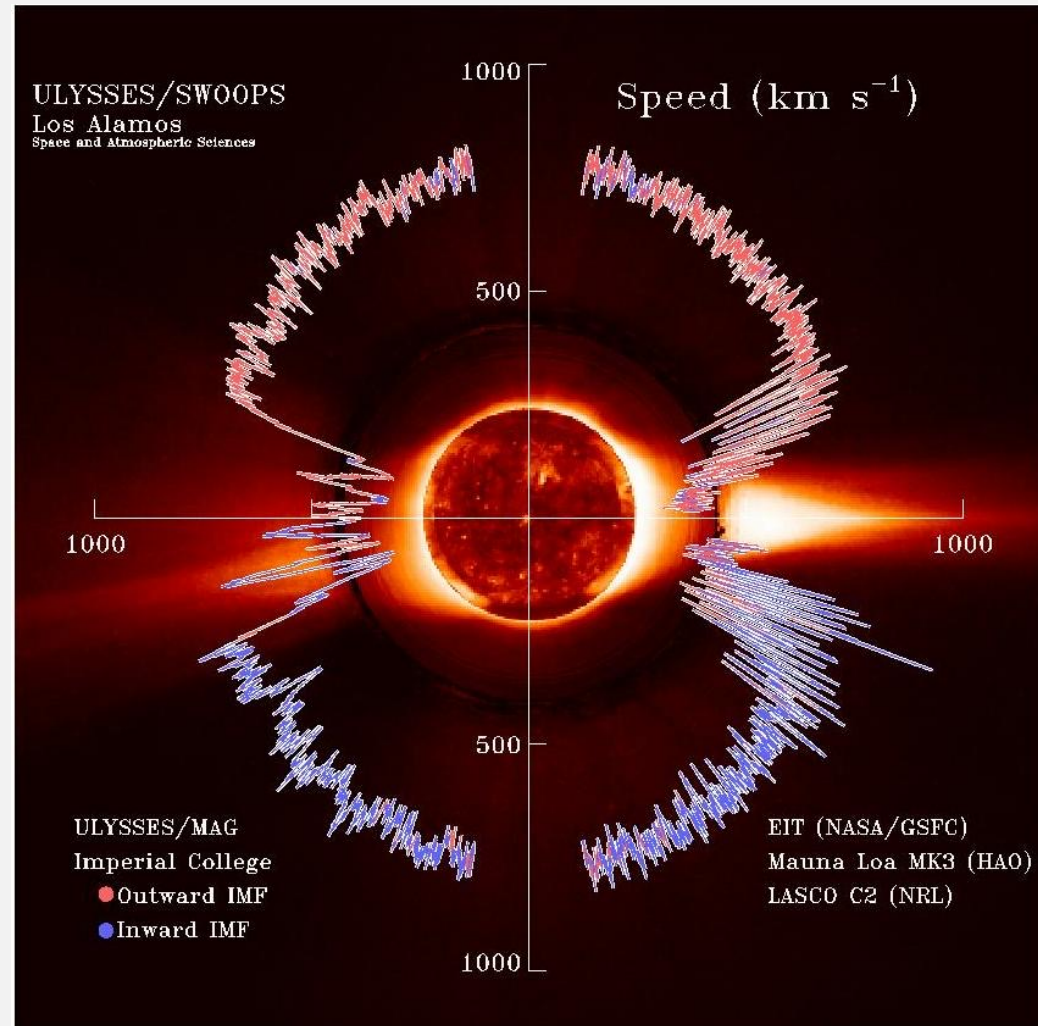 ULYSSES/SWOOPS
Los Alamos
Space and Atmospheric Sciences
Speed (km s⁻¹)
1000
500
1000
1000
500
1000
ULYSSES/MAG
Imperial College
Outward IMF
Inward IMF
EIT (NASA/GSFC)
Mauna Loa MK3 (HAO)
LASCO C2 (NRL)